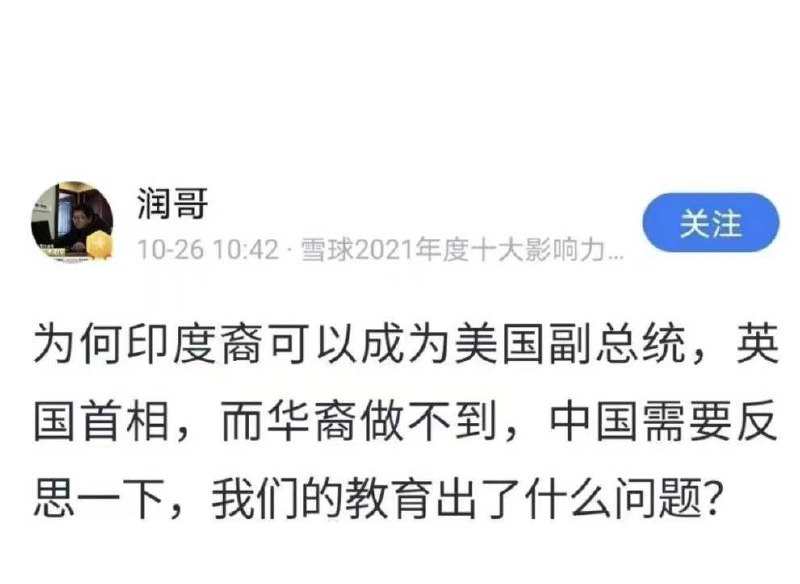 润哥
关注
10-26 10:42 · 雪球2021年度十大影响力...
为何印度裔可以成为美国副总统，英
国首相，而华裔做不到，中国需要反
思一下，我们的教育出了什么问题？